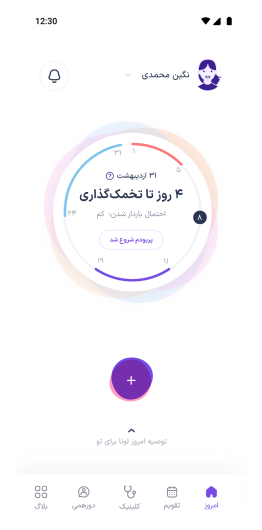 12:30
نگین محمدی
۳۱
۱
۵
۳۱ اردیبهشت
۴ روز تا تخمک‌گذاری
احتمال باردار شدن: کم
۲۴
۸
پریودم شروع شد
۱۹
۱۱
+
توصیه امروز لونا برای تو
امروز
تقویم
کلینیک
دورهمی
بلاگ